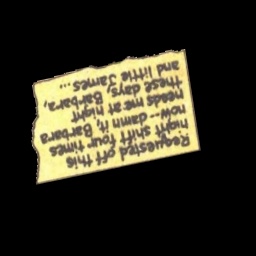 Requested off this
night shift four times
now--damn it, Barbara
needs me at night
these days, Barbara,
and little James...